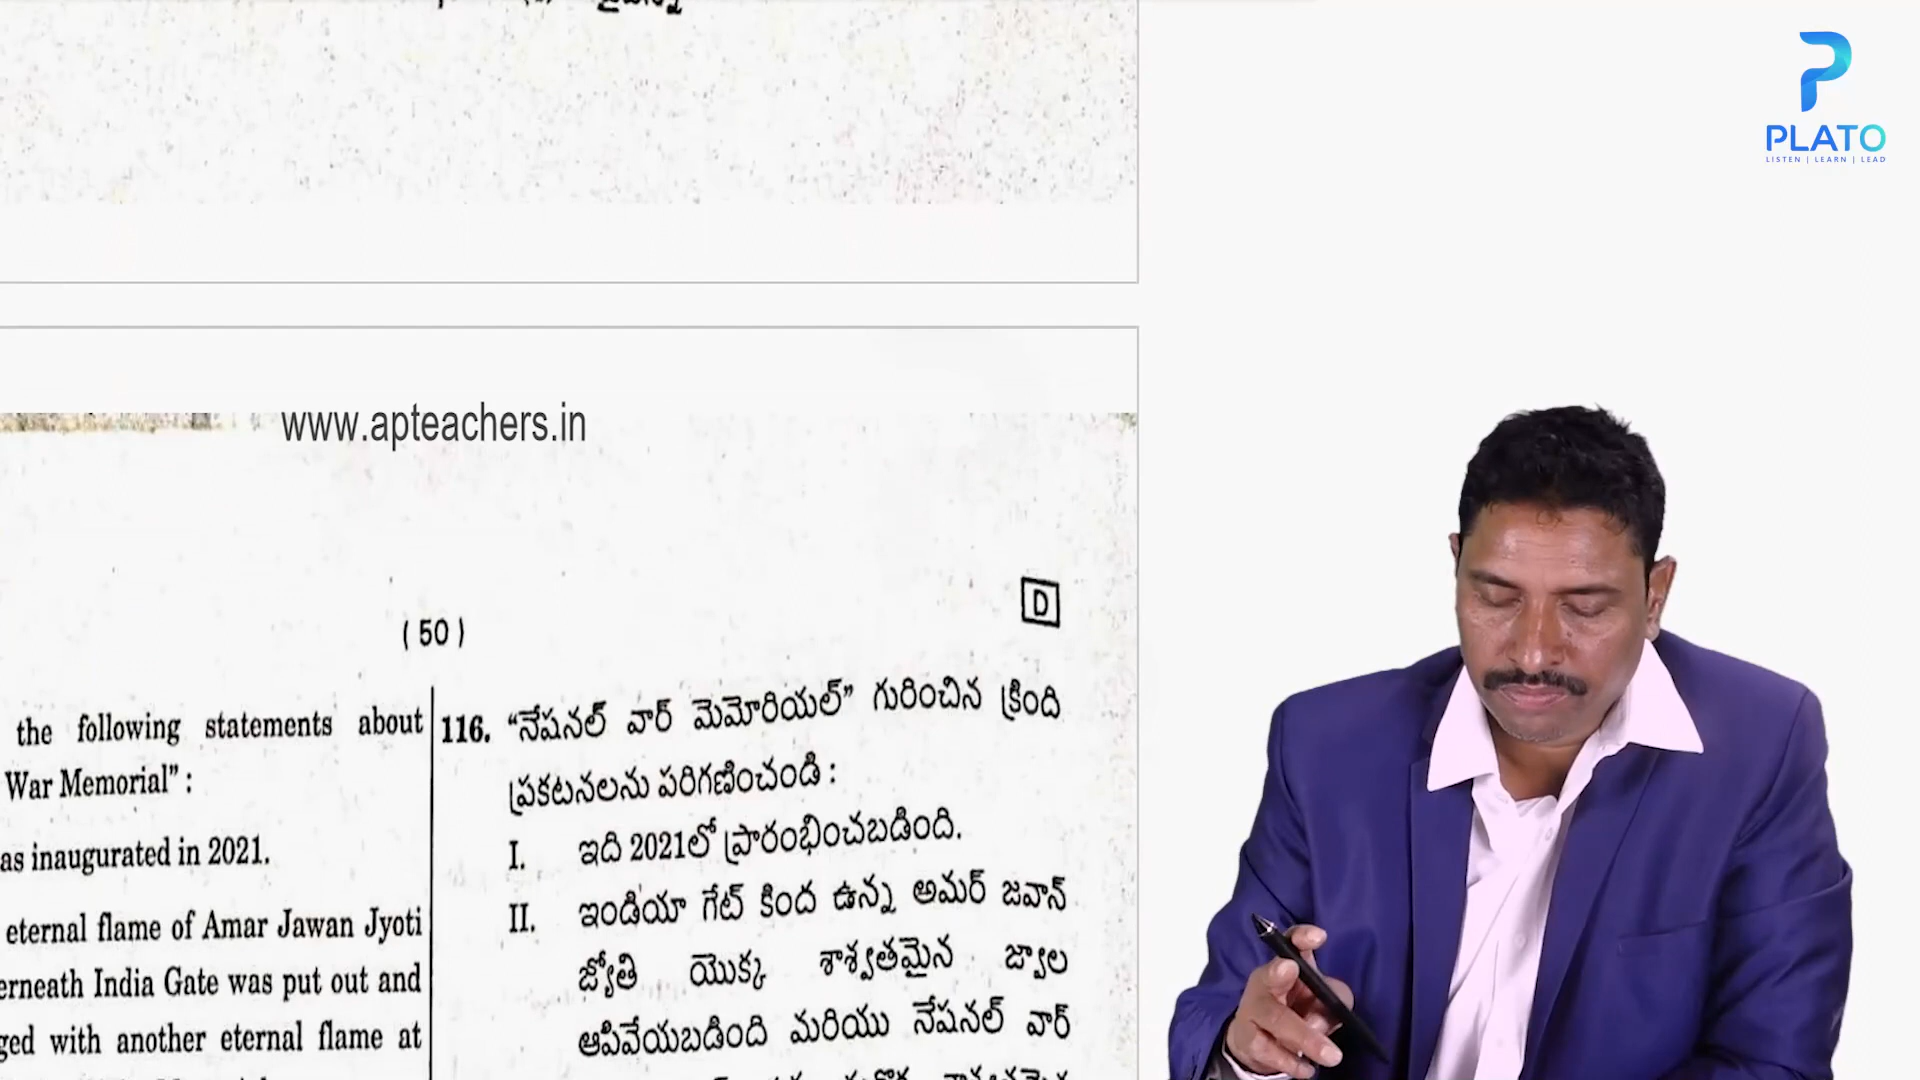 PLATO
LISTEN | LEARN | LEAD
www.apteachers.in
( 50 )
D
the following statements about
War Memorial” :
as inaugurated in 2021.
eternal flame of Amar Jawan Jyoti
erneath India Gate was put out and
ged with another eternal flame at
116. “నేషనల్ వార్ మెమోరియల్” గురించిన క్రింది
ప్రకటనలను పరిగణించండి :
I. ఇది 2021లో ప్రారంభించబడింది.
II. ఇండియా గేట్ కింద ఉన్న అమర్ జవాన్
జ్యోతి యొక్క శాశ్వతమైన జ్వాల
ఆపివేయబడింది మరియు నేషనల్ వార్